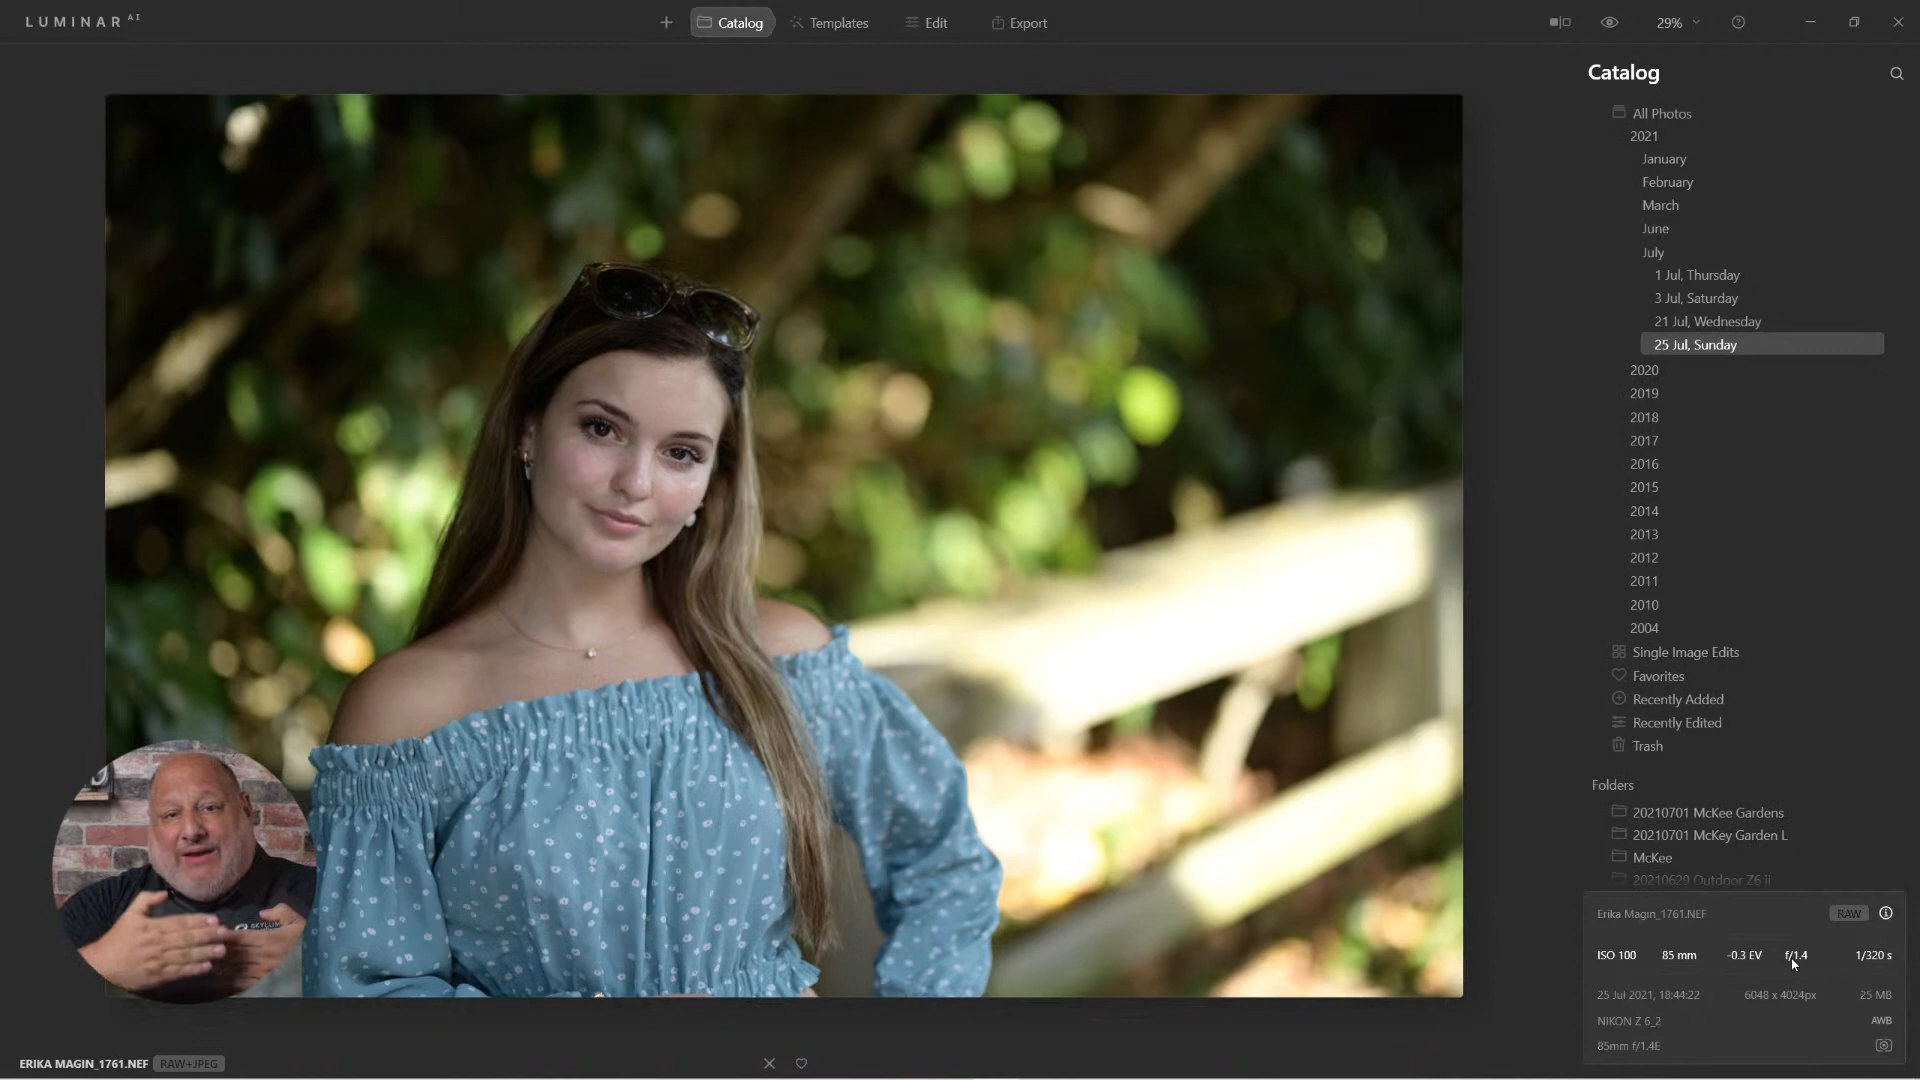 LUMINAR AI
Catalog
Templates
Edit
Export
29%
Catalog
All Photos
2021
January
February
March
June
July
1 Jul, Thursday
3 Jul, Saturday
21 Jul, Wednesday
25 Jul, Sunday
2020
2019
2018
2017
2016
2015
2014
2013
2012
2011
2010
2004
Single Image Edits
Favorites
Recently Added
Recently Edited
Trash
Folders
20210701 McKee Gardens
20210701 McKey Garden L
McKee
20210629 Outdoor Z6 ii
Erika Magin_1761.NEF RAW
ISO 100 85 mm -0.3 EV f/1.4 1/320 s
25 Jul 2021, 18:44:22 6048 x 4024px 25 MB
NIKON Z 6_2 AWB
85mm f/1.4E
SKYLUM
ERIKA MAGIN_1761.NEF RAW+JPEG